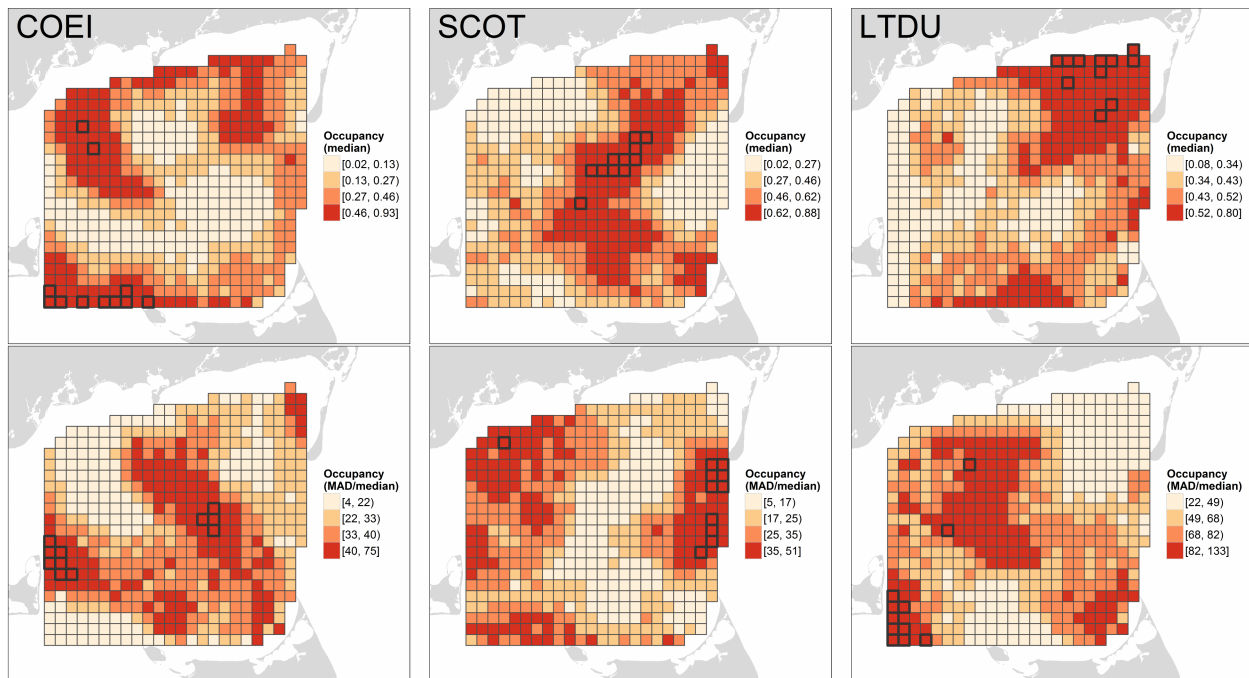 COEI
SCOT
LTDU
Occupancy
(median)
[0.02, 0.13)
[0.13, 0.27)
[0.27, 0.46)
[0.46, 0.93]
Occupancy
(median)
[0.02, 0.27)
[0.27, 0.46)
[0.46, 0.62)
[0.62, 0.88]
Occupancy
(median)
[0.08, 0.34)
[0.34, 0.43)
[0.43, 0.52)
[0.52, 0.80]
Occupancy
(MAD/median)
[4, 22)
[22, 33)
[33, 40)
[40, 75]
Occupancy
(MAD/median)
[5, 17)
[17, 25)
[25, 35)
[35, 51]
Occupancy
(MAD/median)
[22, 49)
[49, 68)
[68, 82)
[82, 133]